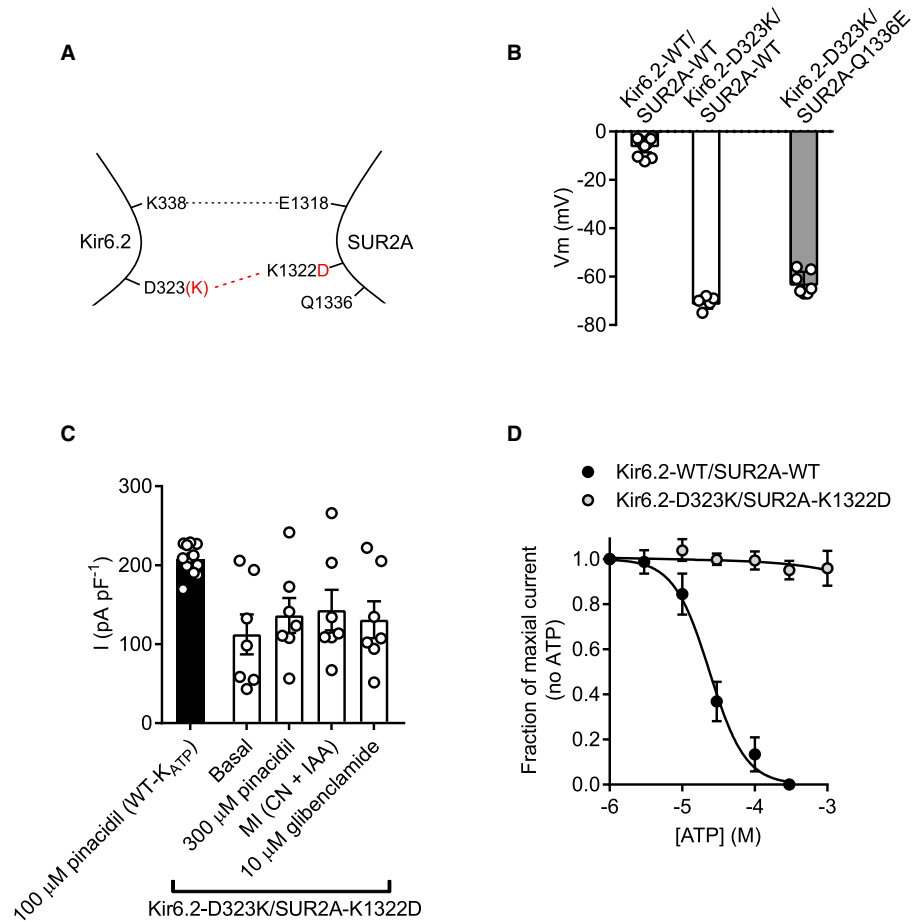 A
Kir6.2
K338
E1318
SUR2A
K1322D
D323(K)
Q1336
B
Kir6.2-WT/
SUR2A-WT
Kir6.2-D323K/
SUR2A-WT
Kir6.2-D323K/
SUR2A-Q1336E
Vm (mV)
0
-20
-40
-60
-80
C
I (pA pF⁻¹)
300
200
100
0
100 μM pinacidil (WT-K_ATP)
Basal
300 μM pinacidil
MI (CN + IAA)
10 μM glibenclamide
Kir6.2-D323K/SUR2A-K1322D
D
Kir6.2-WT/SUR2A-WT
Kir6.2-D323K/SUR2A-K1322D
Fraction of maxial current
(no ATP)
1.0
0.8
0.6
0.4
0.2
0.0
-6
-5
-4
-3
[ATP] (M)